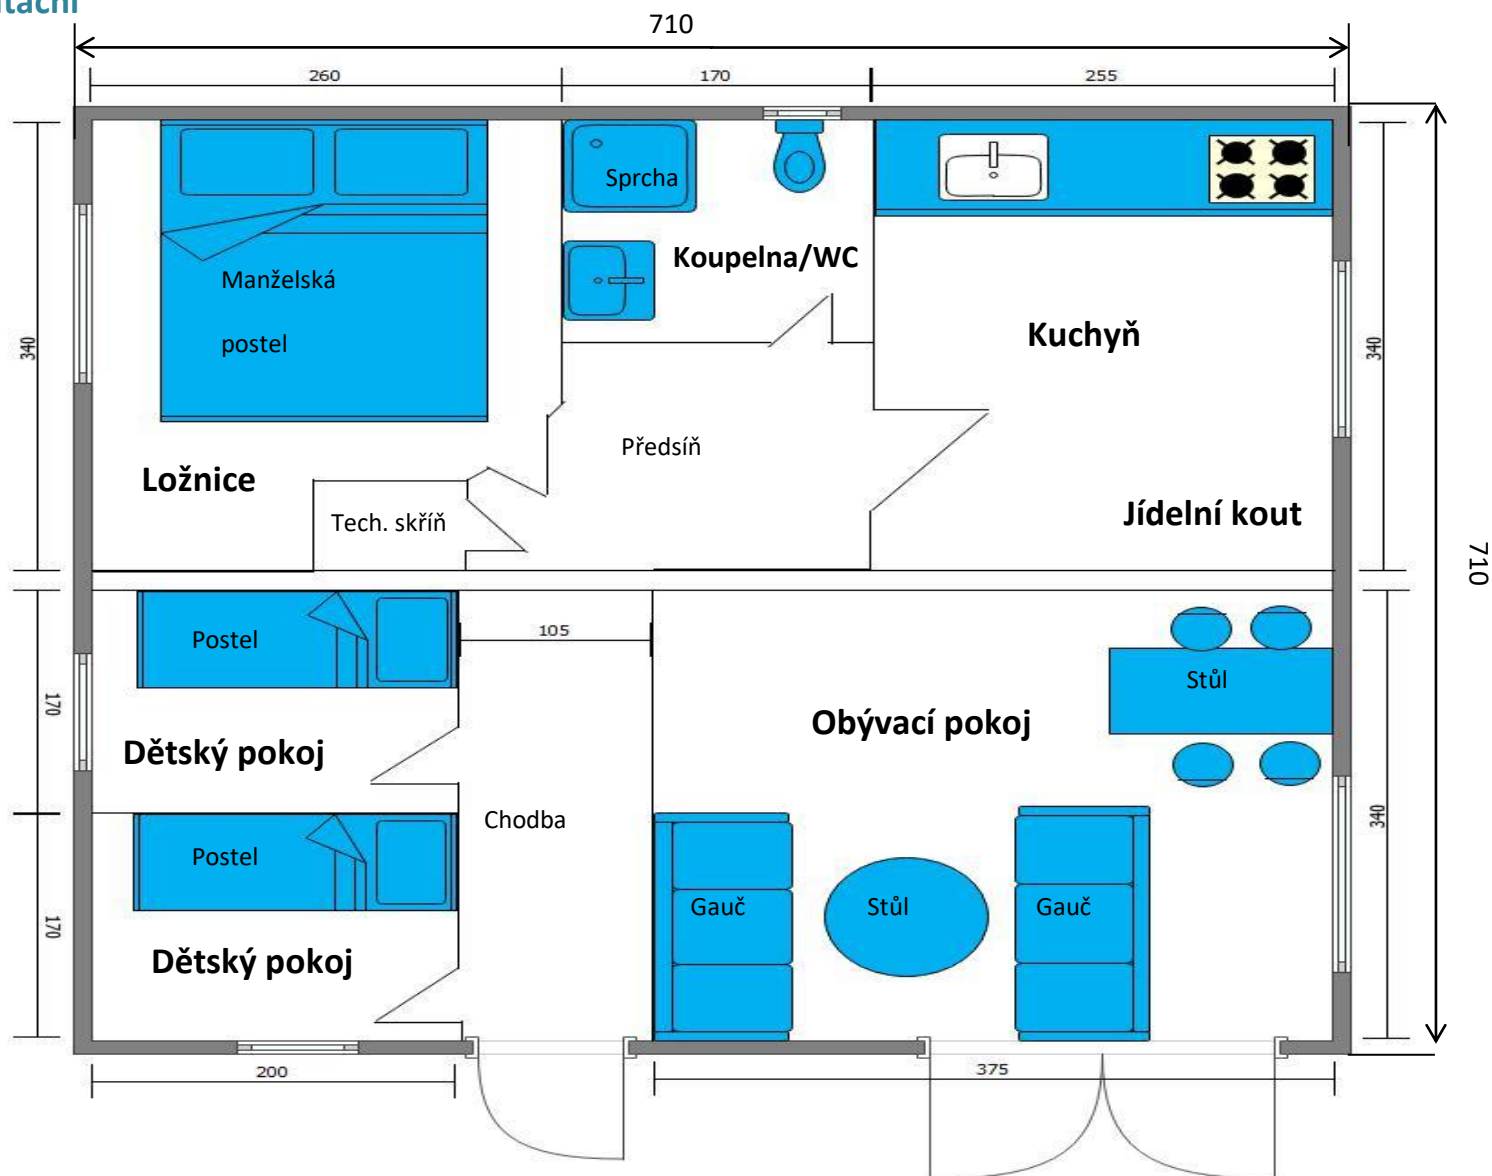 710
260
170
255
Sprcha
Koupelna/WC
Manželská
postel
Kuchyň
340
340
Předsíň
Ložnice
Tech. skříň
Jídelní kout
710
105
Postel
Stůl
170
Obývací pokoj
Dětský pokoj
Chodba
340
Postel
Gauč
Stůl
Gauč
170
Dětský pokoj
200
375